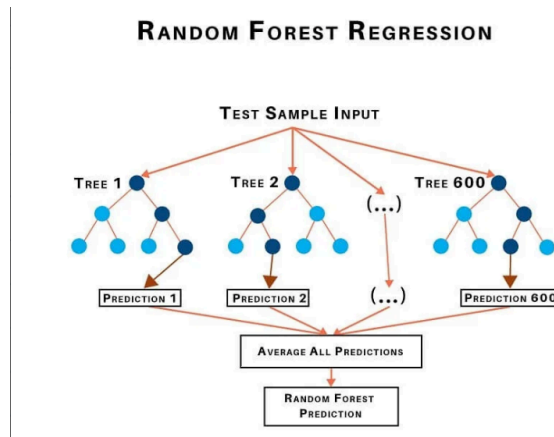 RANDOM FOREST REGRESSION
TEST SAMPLE INPUT
TREE 1
TREE 2
(...)
TREE 600
PREDICTION 1
PREDICTION 2
(...)
PREDICTION 600
AVERAGE ALL PREDICTIONS
RANDOM FOREST
PREDICTION